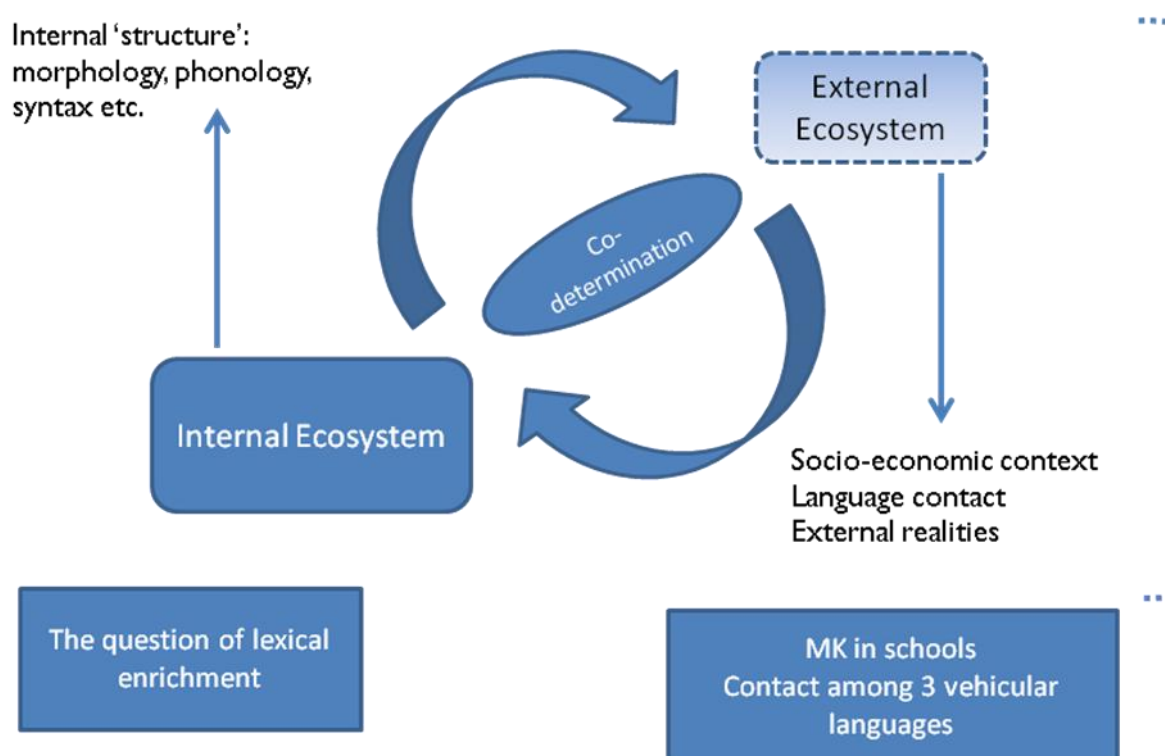 Internal ‘structure’:
morphology, phonology,
syntax etc.
External
Ecosystem
Co-
determination
Internal Ecosystem
Socio-economic context
Language contact
External realities
The question of lexical
enrichment
MK in schools
Contact among 3 vehicular
languages